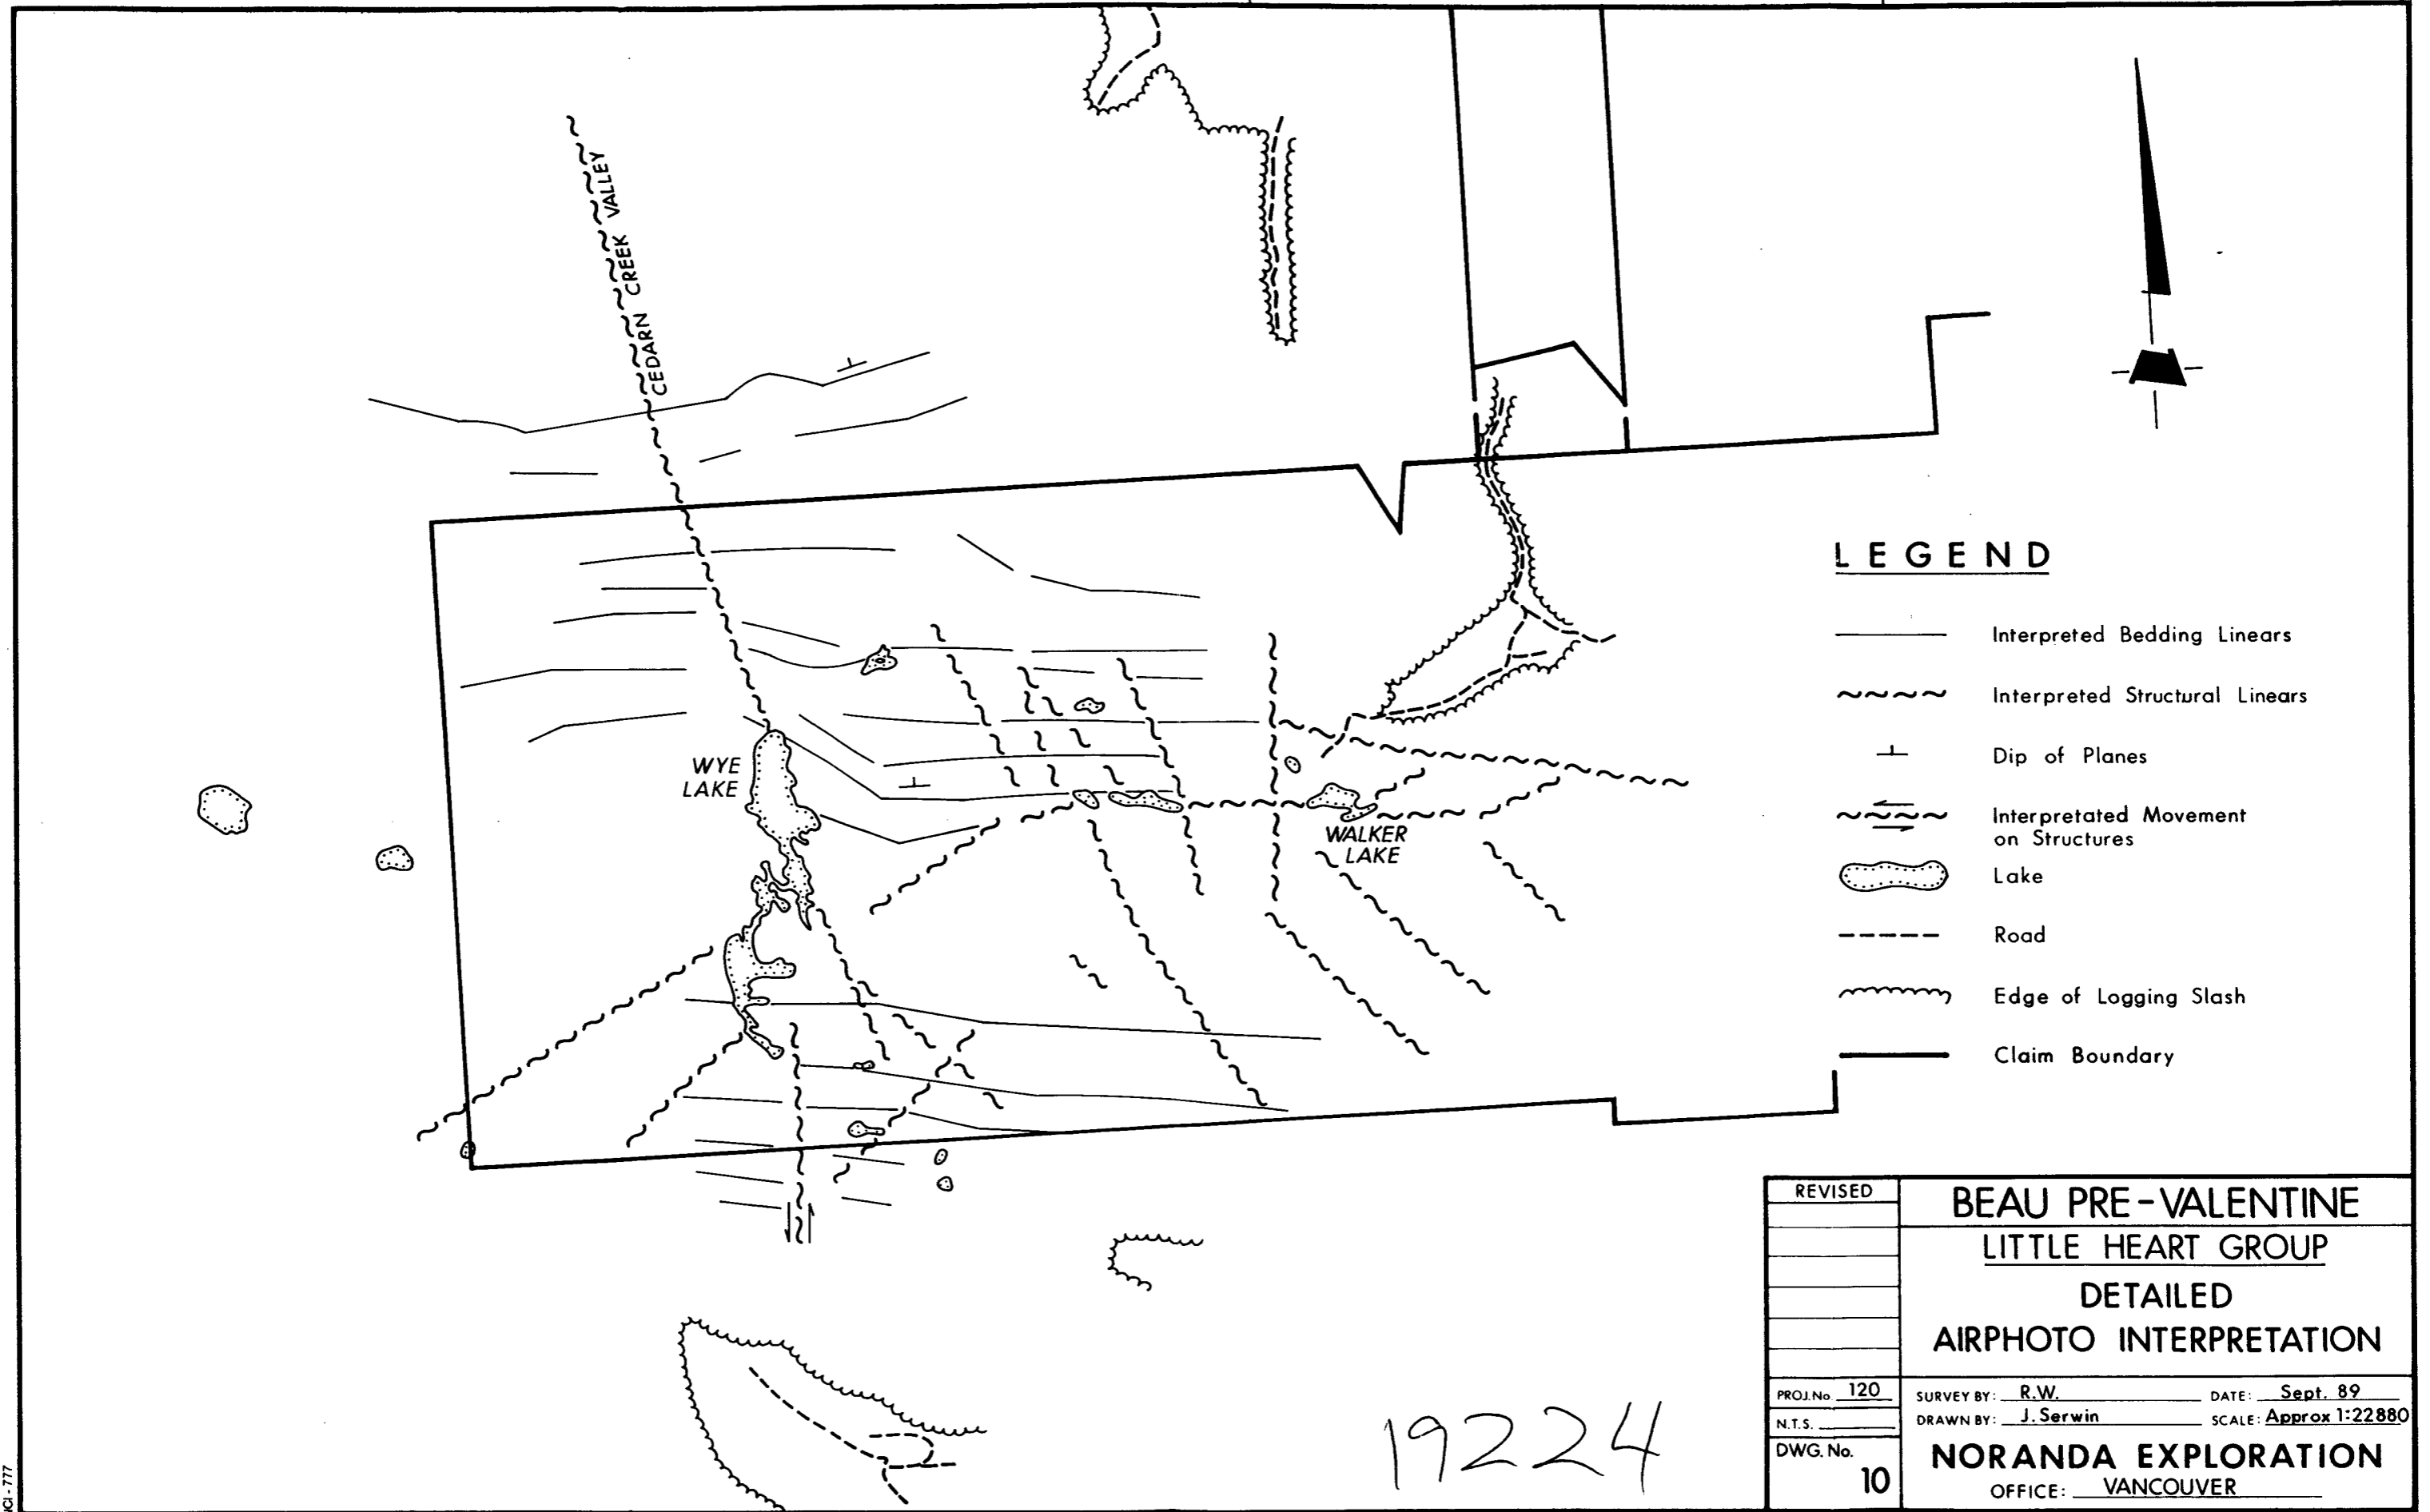 CEDARN CREEK VALLEY
WYE
LAKE
WALKER
LAKE
LEGEND
Interpreted Bedding Linears
Interpreted Structural Linears
Dip of Planes
Interpretated Movement
on Structures
Lake
Road
Edge of Logging Slash
Claim Boundary
REVISED
BEAU PRE-VALENTINE
LITTLE HEART GROUP
DETAILED
AIRPHOTO INTERPRETATION
PROJ. No. 120
SURVEY BY: R.W. DATE: Sept. 89
N.T.S.
DRAWN BY: J. Serwin SCALE: Approx 1:22880
DWG. No.
10
NORANDA EXPLORATION
OFFICE: VANCOUVER
19224